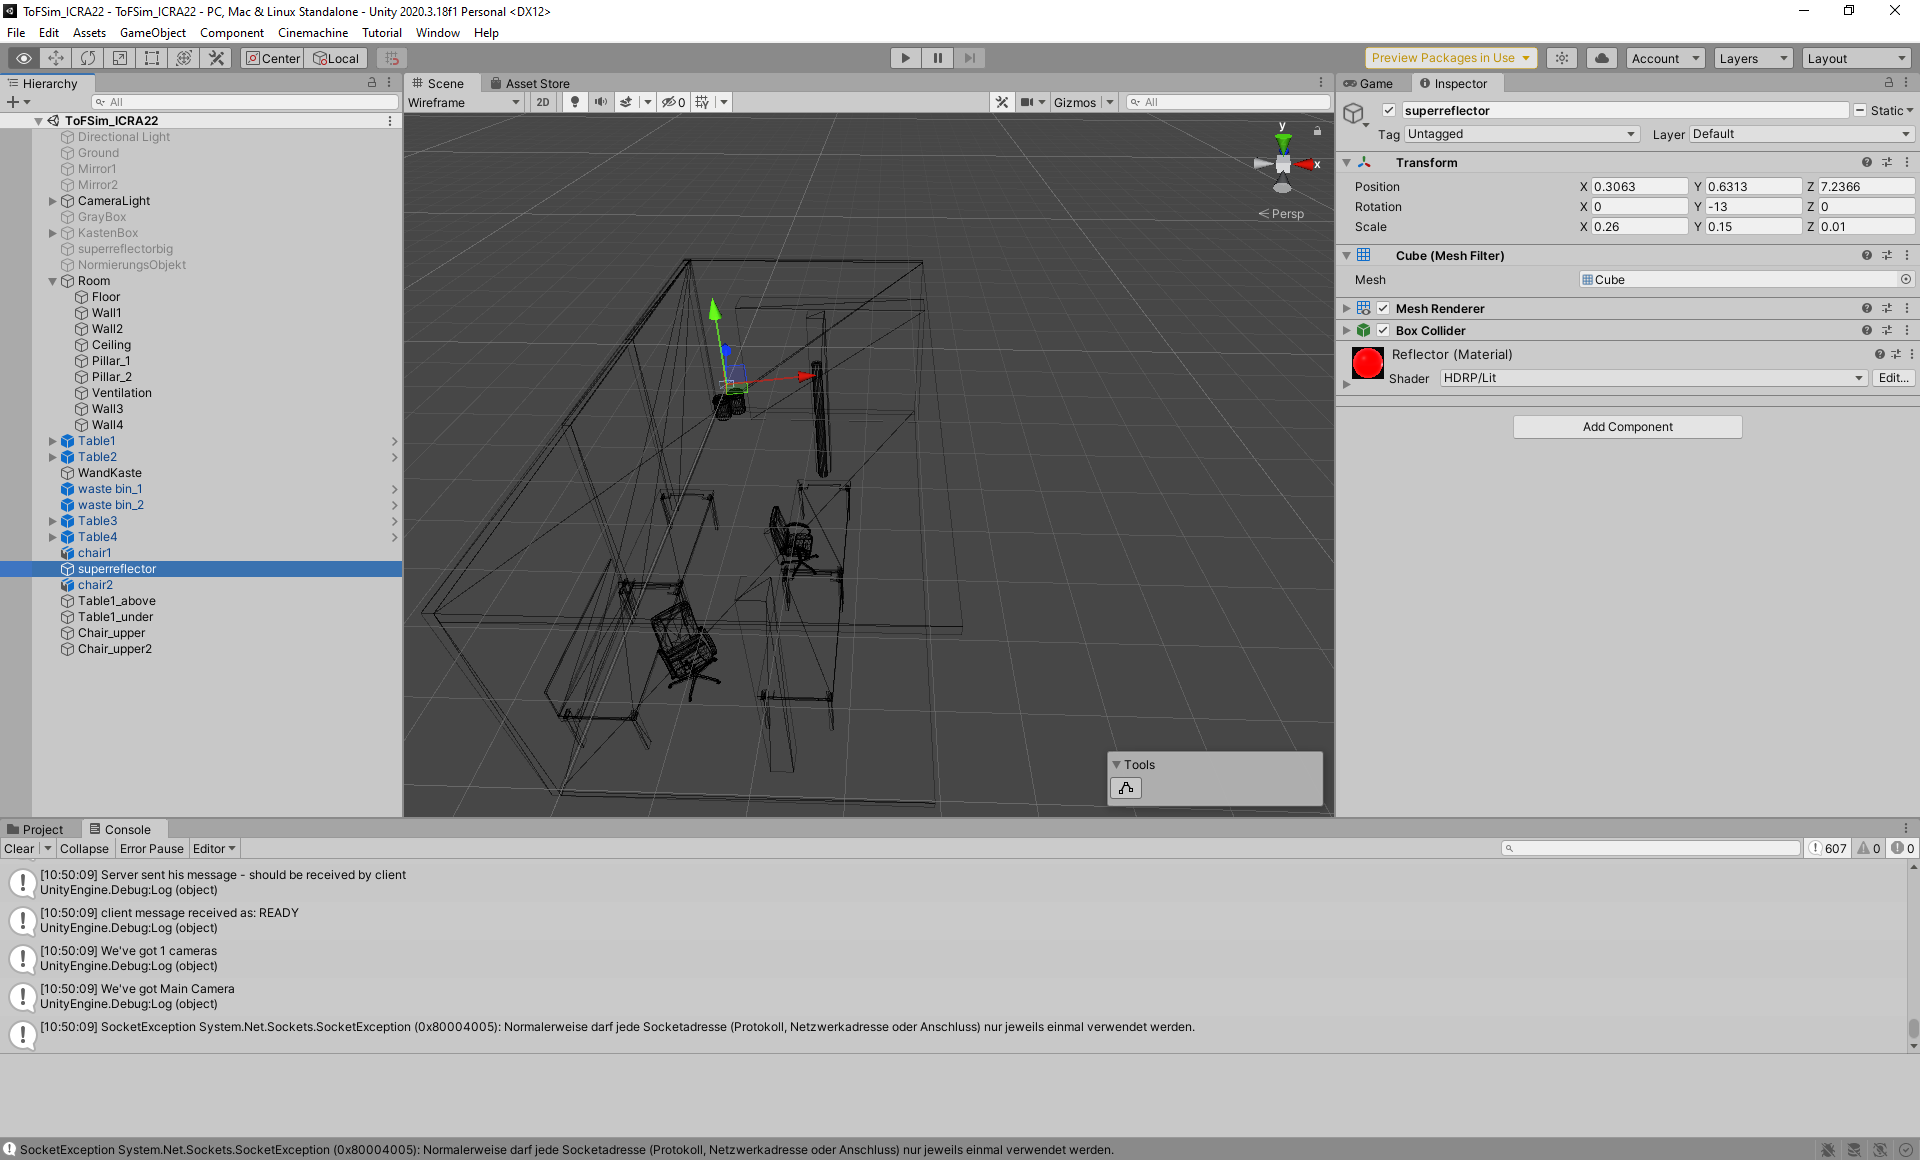 ToFSim_ICRA22 - ToFSim_ICRA22 - PC, Mac & Linux Standalone - Unity 2020.3.18f1 Personal <DX12>
File Edit Assets GameObject Component Cinemachine Tutorial Window Help
Center Local Preview Packages in Use Account Layers Layout
Hierarchy
All
ToFSim_ICRA22
Directional Light
Ground
Mirror1
Mirror2
CameraLight
GrayBox
KastenBox
superreflectorbig
NormierungsObjekt
Room
Floor
Wall1
Wall2
Ceiling
Pillar_1
Pillar_2
Ventilation
Wall3
Wall4
Table1
Table2
WandKaste
waste bin_1
waste bin_2
Table3
Table4
chair1
superreflector
chair2
Table1_above
Table1_under
Chair_upper
Chair_upper2
Scene Asset Store
Wireframe 2D 0 Gizmos All
y
x
Persp
Tools
Game Inspector
superreflector Static
Tag Untagged Layer Default
Transform
Position X 0.3063 Y 0.6313 Z 7.2366
Rotation X 0 Y -13 Z 0
Scale X 0.26 Y 0.15 Z 0.01
Cube (Mesh Filter)
Mesh Cube
Mesh Renderer
Box Collider
Reflector (Material)
Shader HDRP/Lit Edit...
Add Component
Project Console
Clear Collapse Error Pause Editor 607 0 0
[10:50:09] Server sent his message - should be received by client
UnityEngine.Debug:Log (object)
[10:50:09] client message received as: READY
UnityEngine.Debug:Log (object)
[10:50:09] We've got 1 cameras
UnityEngine.Debug:Log (object)
[10:50:09] We've got Main Camera
UnityEngine.Debug:Log (object)
[10:50:09] SocketException System.Net.Sockets.SocketException (0x80004005): Normalerweise darf jede Socketadresse (Protokoll, Netzwerkadresse oder Anschluss) nur jeweils einmal verwendet werden.
SocketException System.Net.Sockets.SocketException (0x80004005): Normalerweise darf jede Socketadresse (Protokoll, Netzwerkadresse oder Anschluss) nur jeweils einmal verwendet werden.